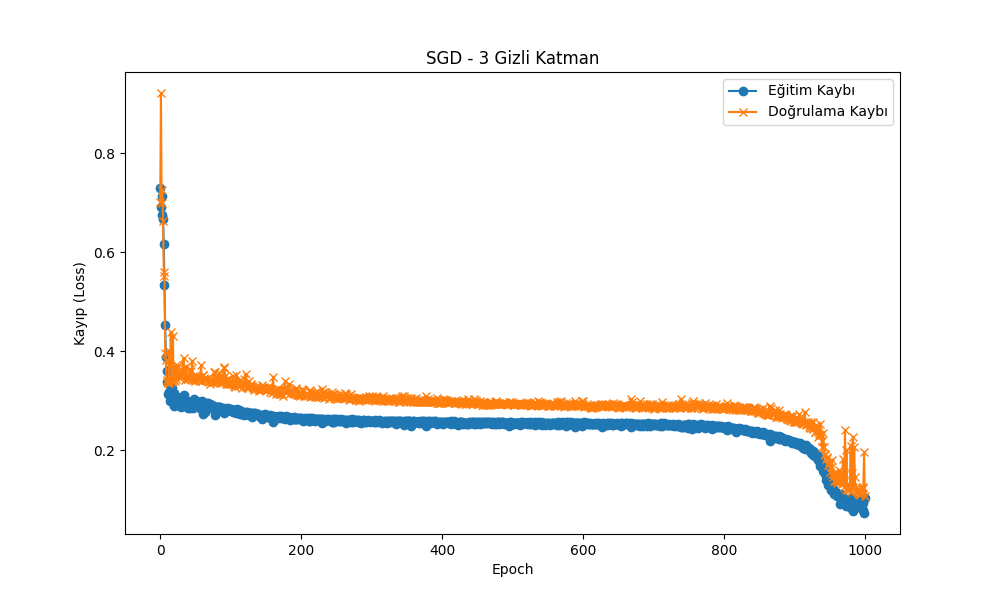 SGD - 3 Gizli Katman
Eğitim Kaybı
Doğrulama Kaybı
Kayıp (Loss)
0.8
0.6
0.4
0.2
0
200
400
600
800
1000
Epoch